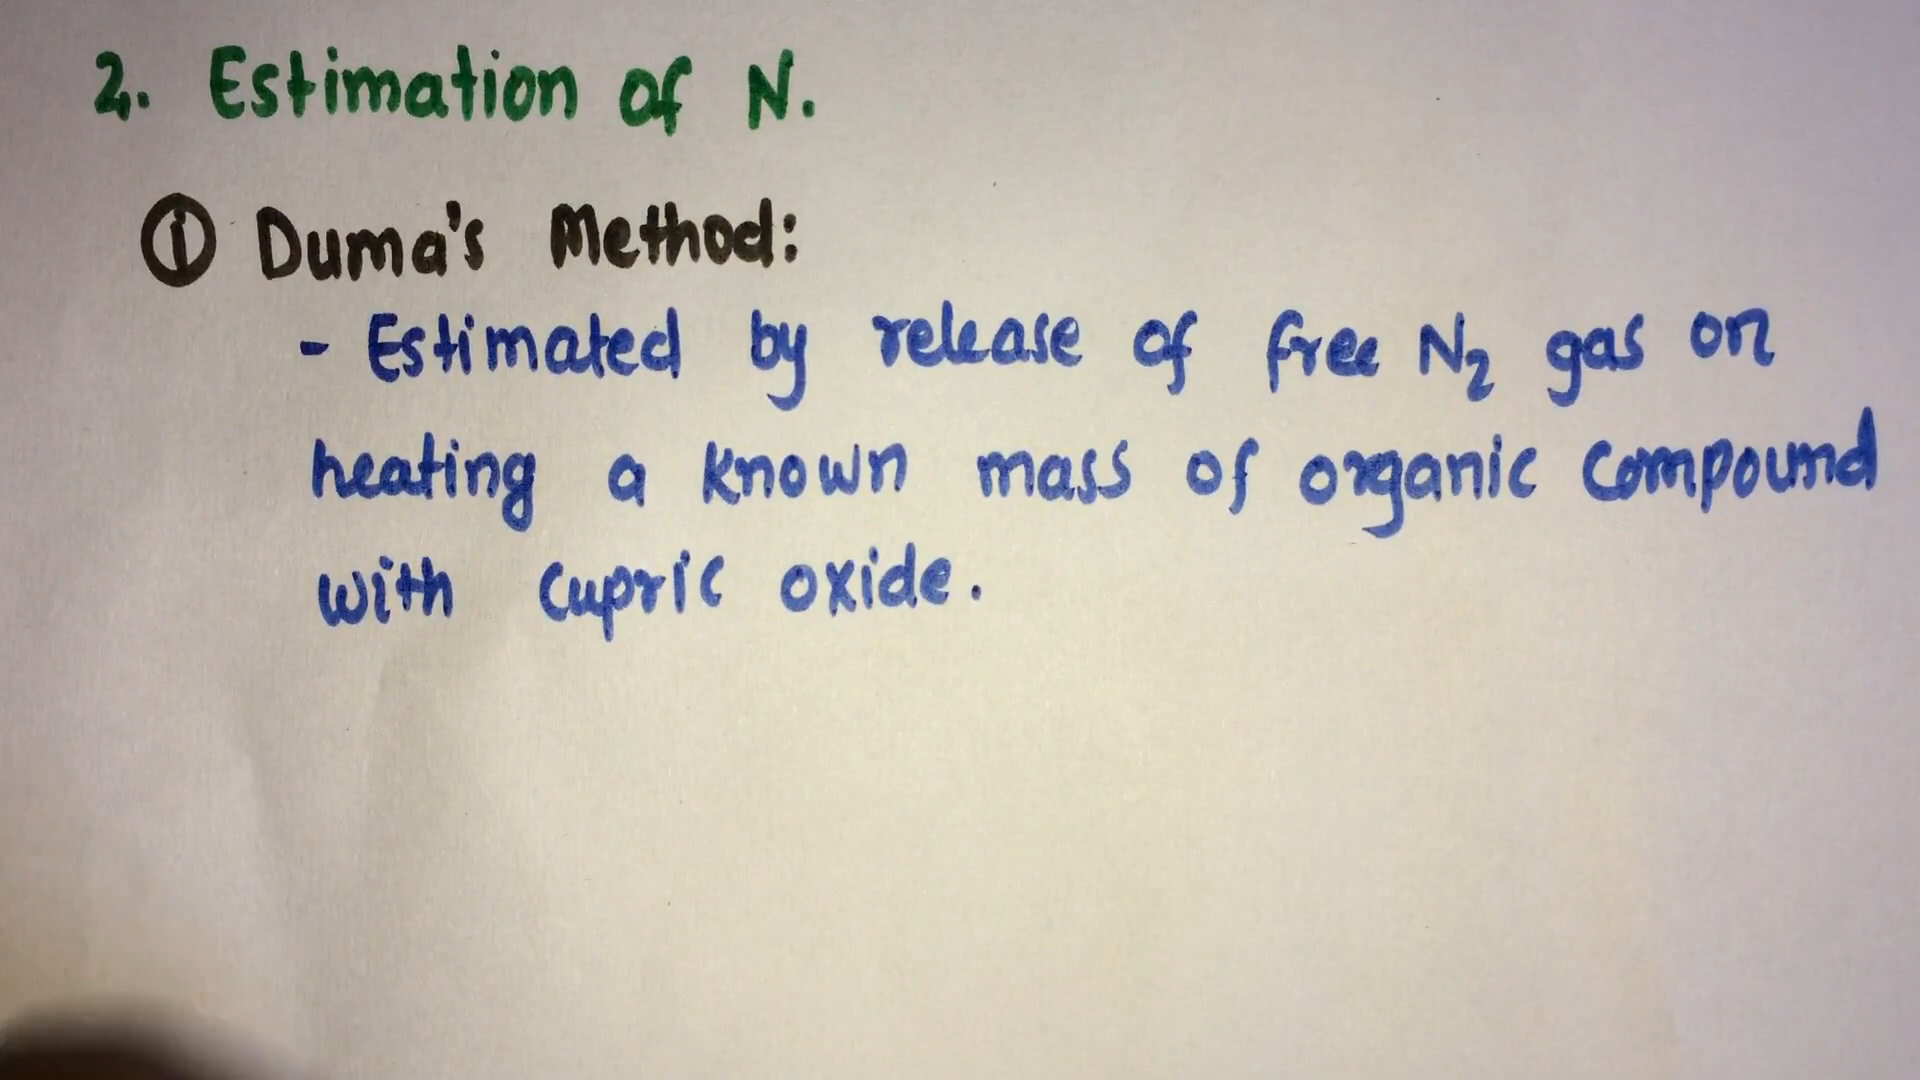 2. Estimation of N.
① Duma's Method:
- Estimated by release of free N₂ gas on
heating a known mass of organic compound
with cupric oxide.